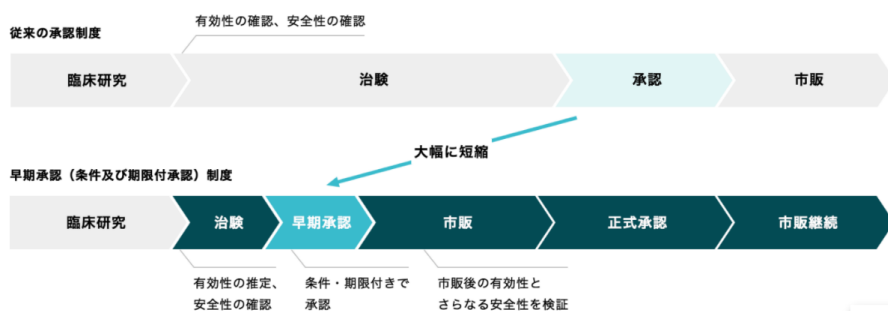 有効性の確認、安全性の確認
従来の承認制度
臨床研究
治験
承認
市販
大幅に短縮
早期承認（条件及び期限付承認）制度
臨床研究
治験
早期承認
市販
正式承認
市販継続
有効性の推定、
安全性の確認
条件・期限付きで
承認
市販後の有効性と
さらなる安全性を検証